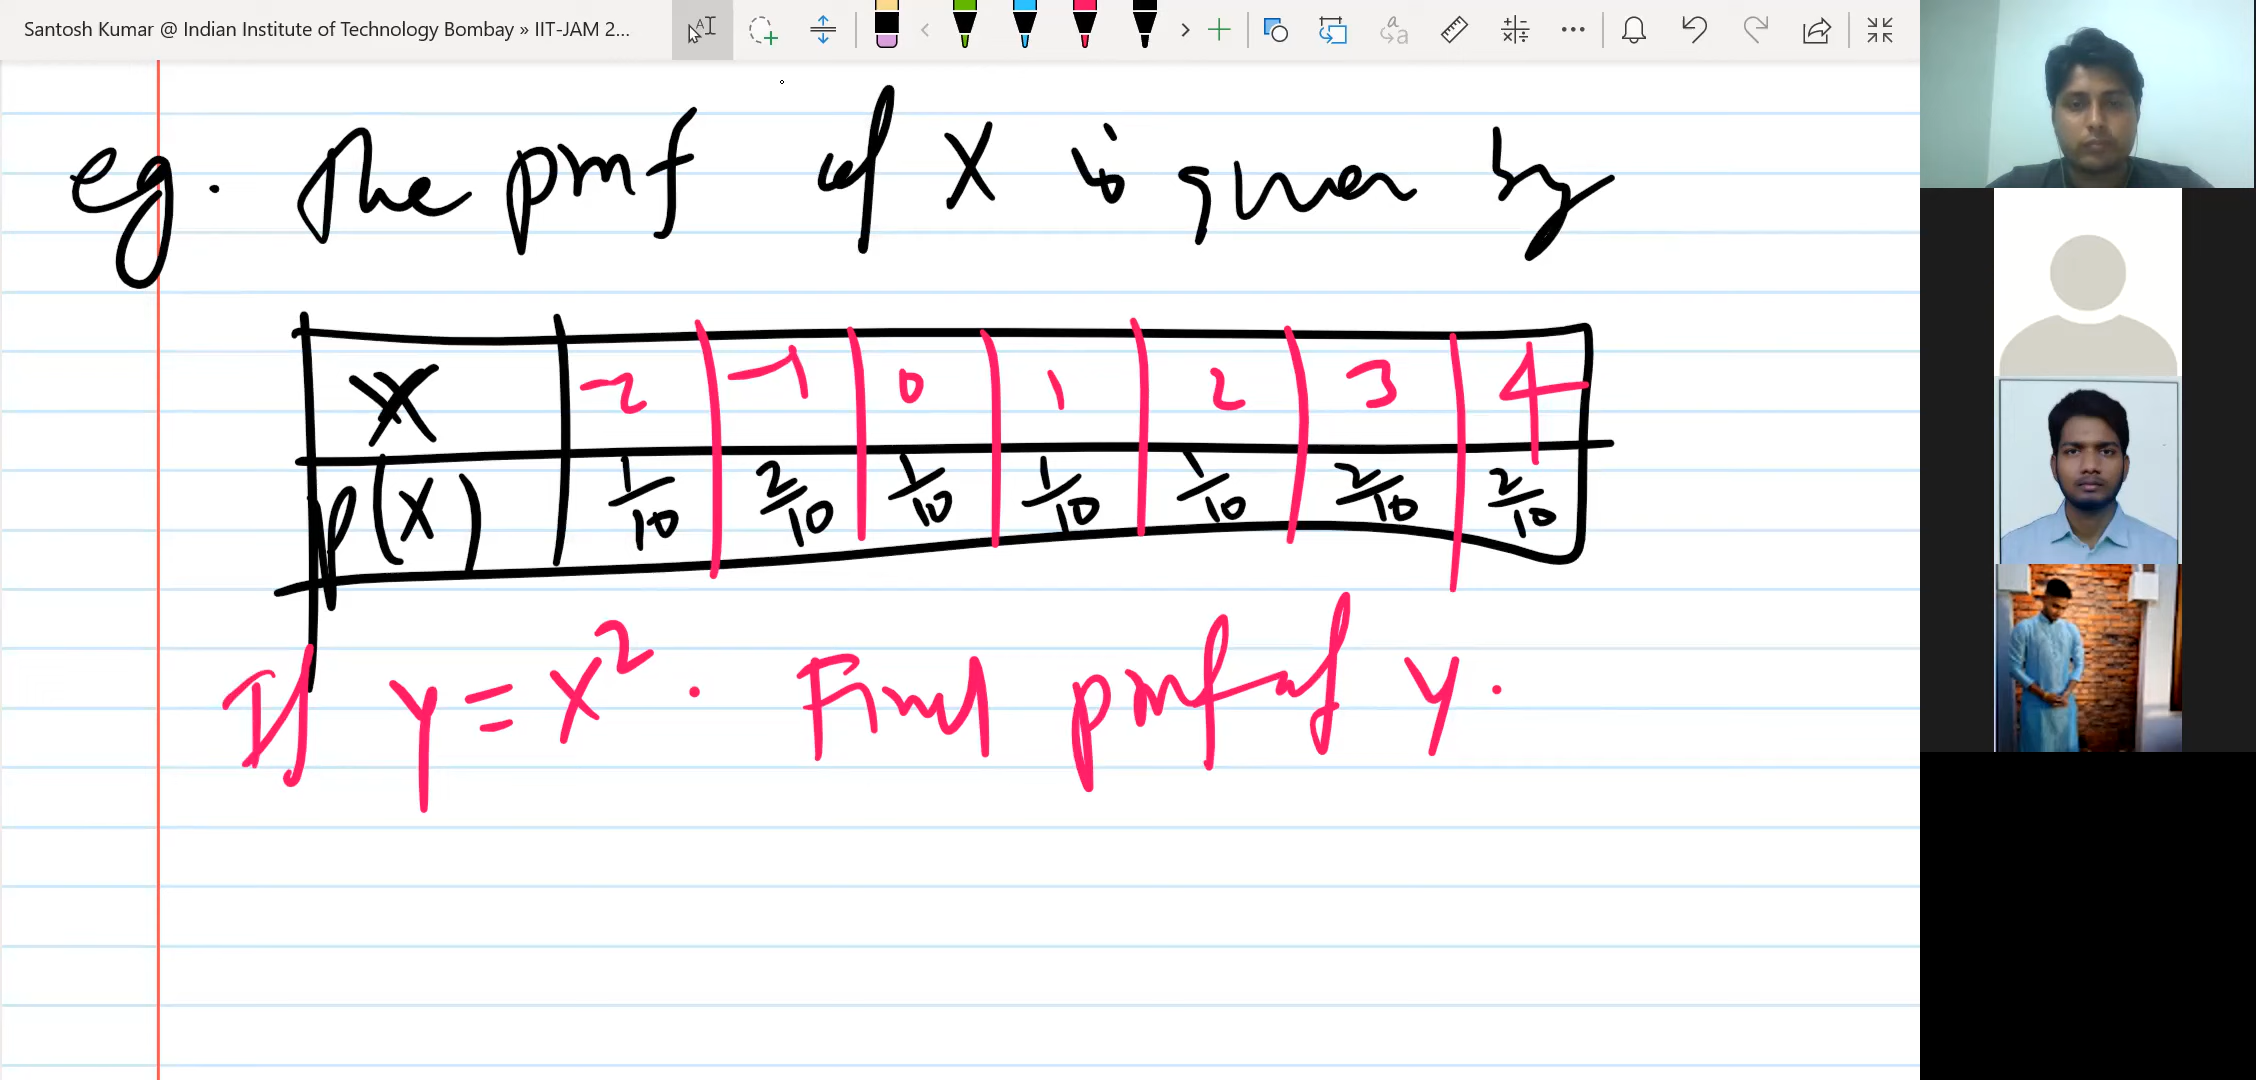 Santosh Kumar @ Indian Institute of Technology Bombay » IIT-JAM 2...
eg. The pmf of X is given by
X -2 -1 0 1 2 3 4
p(X) 1/10 2/10 1/10 1/10 1/10 2/10 2/10
If Y = X². Find pmf of Y.